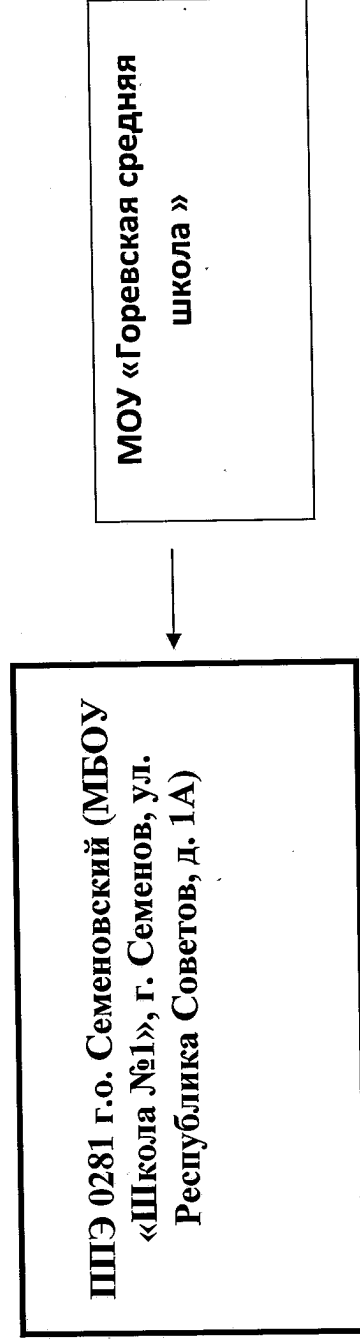 ППЭ 0281 г.о. Семеновский (МБОУ
«Школа №1», г. Семенов, ул.
Республика Советов, д. 1А)
МОУ «Горевская средняя
школа »